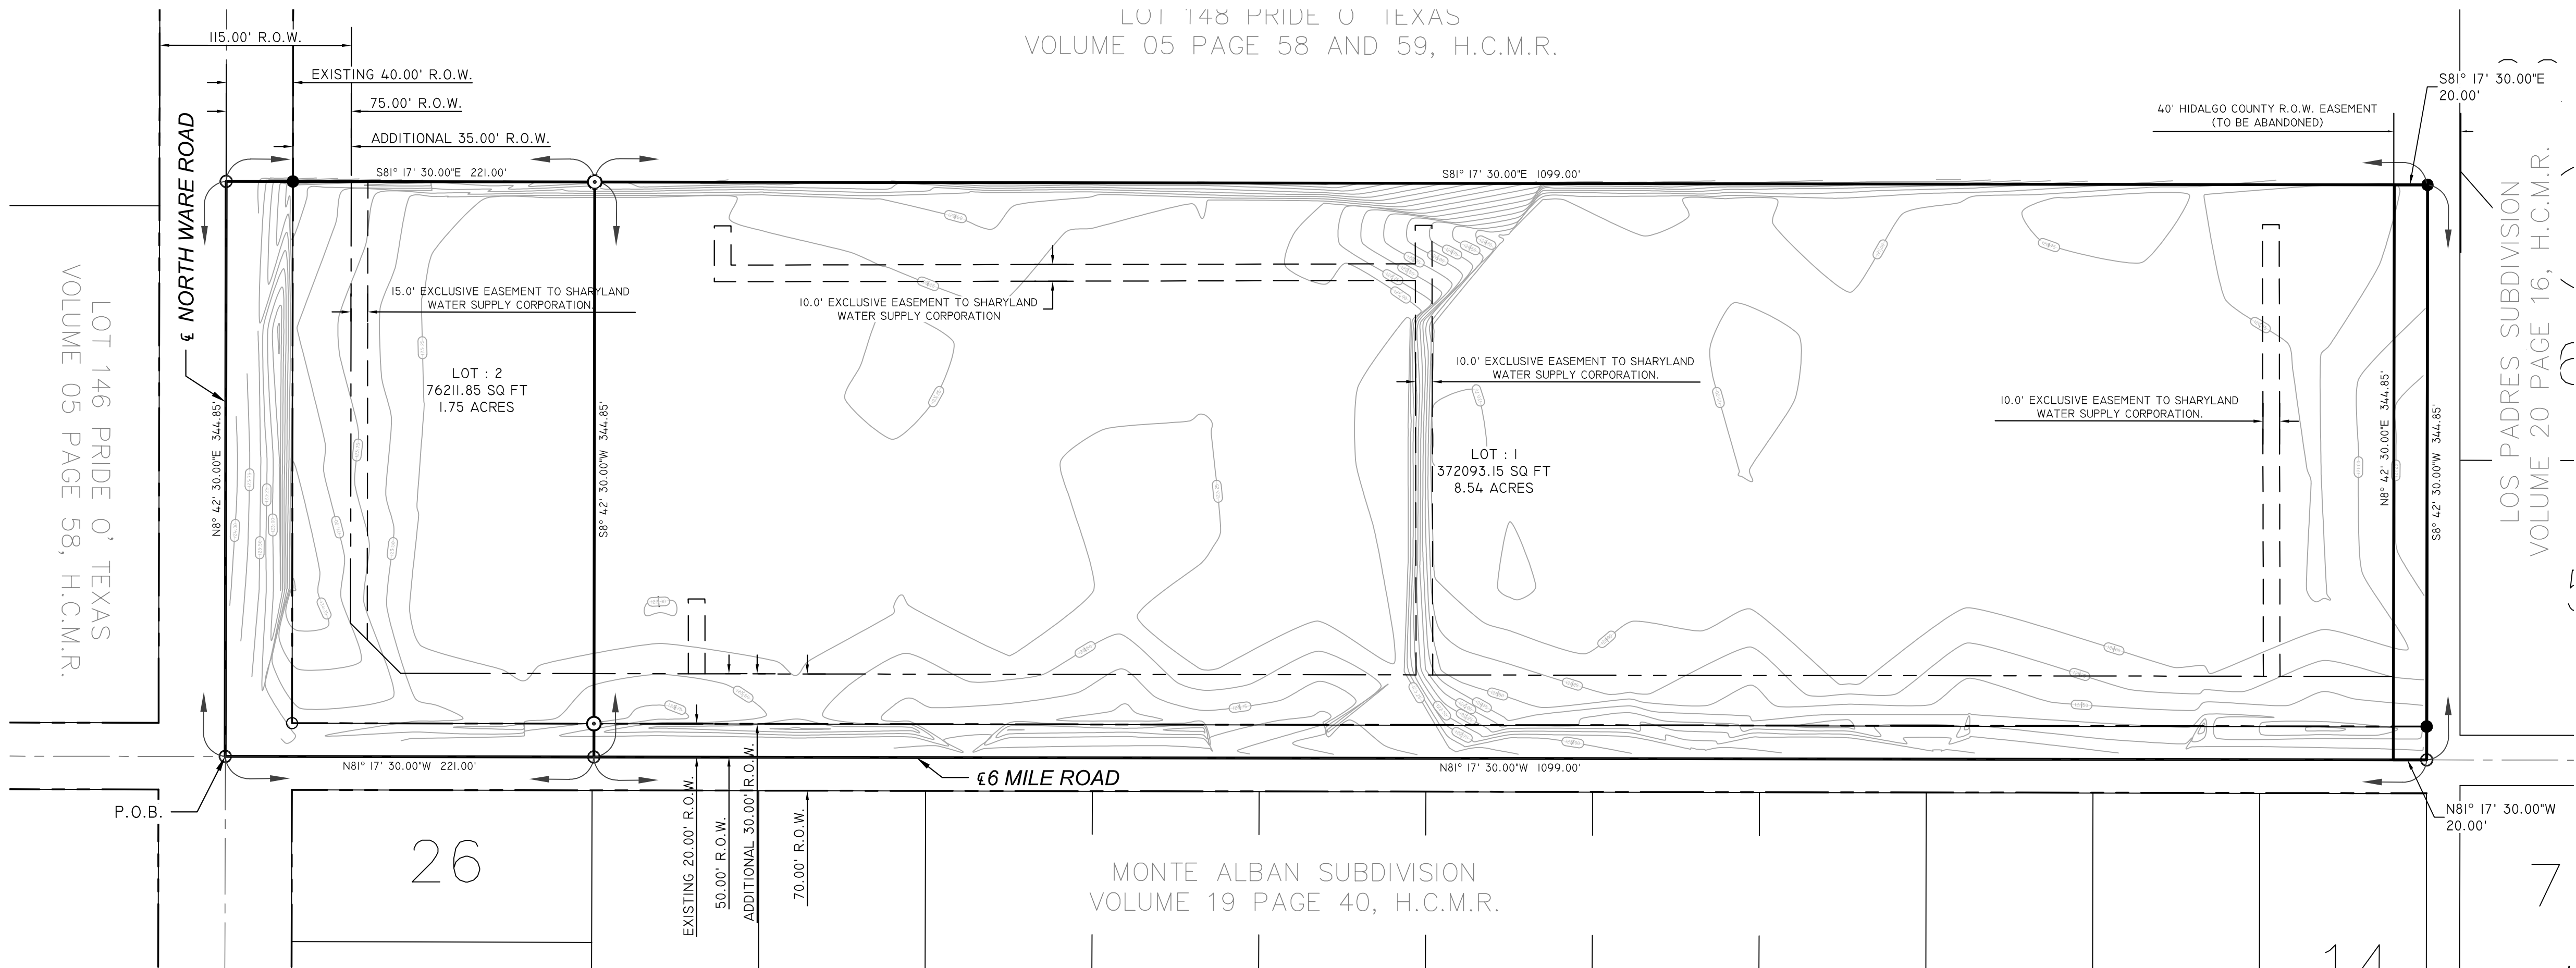 LOT 148 PRIDE O' TEXAS
VOLUME 05 PAGE 58 AND 59, H.C.M.R.
115.00' R.O.W.
EXISTING 40.00' R.O.W.
75.00' R.O.W.
ADDITIONAL 35.00' R.O.W.
S81° 17' 30.00"E
20.00'
40' HIDALGO COUNTY R.O.W. EASEMENT
(TO BE ABANDONED)
S81° 17' 30.00"E 221.00'
S81° 17' 30.00"E 1099.00'
℄ NORTH WARE ROAD
LOT 146 PRIDE O' TEXAS
VOLUME 05 PAGE 58, H.C.M.R.
N8° 42' 30.00"E 344.85'
15.0' EXCLUSIVE EASEMENT TO SHARYLAND
WATER SUPPLY CORPORATION.
LOT : 2
76211.85 SQ FT
1.75 ACRES
S8° 42' 30.00"W 344.85'
10.0' EXCLUSIVE EASEMENT TO SHARYLAND
WATER SUPPLY CORPORATION
10.0' EXCLUSIVE EASEMENT TO SHARYLAND
WATER SUPPLY CORPORATION.
LOT : 1
372093.15 SQ FT
8.54 ACRES
10.0' EXCLUSIVE EASEMENT TO SHARYLAND
WATER SUPPLY CORPORATION.
N8° 42' 30.00"E 344.85'
S8° 42' 30.00"W 344.85'
LOS PADRES SUBDIVISION
VOLUME 20 PAGE 16, H.C.M.R.
N81° 17' 30.00"W 221.00'
℄6 MILE ROAD
N81° 17' 30.00"W 1099.00'
P.O.B.
N81° 17' 30.00"W
20.00'
EXISTING 20.00' R.O.W.
50.00' R.O.W.
ADDITIONAL 30.00' R.O.W.
70.00' R.O.W.
26
MONTE ALBAN SUBDIVISION
VOLUME 19 PAGE 40, H.C.M.R.
7
14